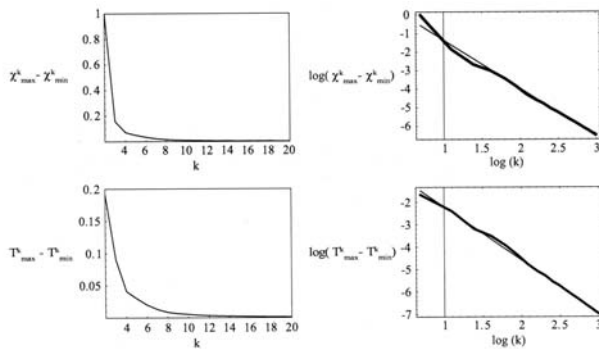 1
0.8
0.6
0.4
0.2
χ^k_max - χ^k_min
4 6 8 10 12 14 16 18 20
k
0
-1
-2
-3
-4
-5
-6
log( χ^k_max - χ^k_min)
1 1.5 2 2.5 3
log (k)
0.2
0.15
0.1
0.05
T^k_max - T^k_min
4 6 8 10 12 14 16 18 20
k
-2
-3
-4
-5
-6
-7
log( T^k_max - T^k_min)
1 1.5 2 2.5 3
log (k)